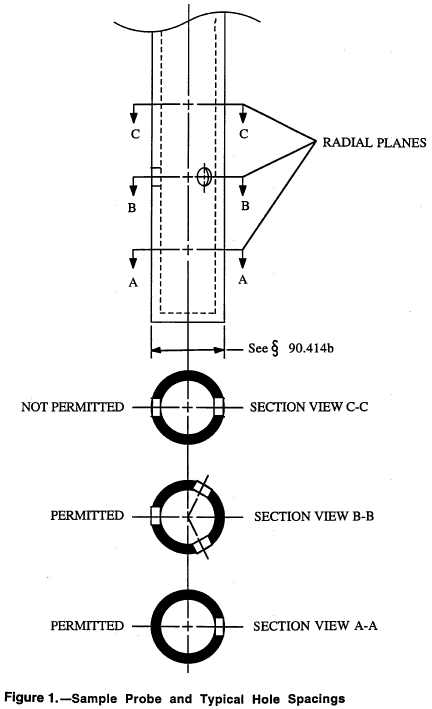 C C
RADIAL PLANES
B B
A A
See § 90.414b
NOT PERMITTED SECTION VIEW C-C
PERMITTED SECTION VIEW B-B
PERMITTED SECTION VIEW A-A
Figure 1.—Sample Probe and Typical Hole Spacings